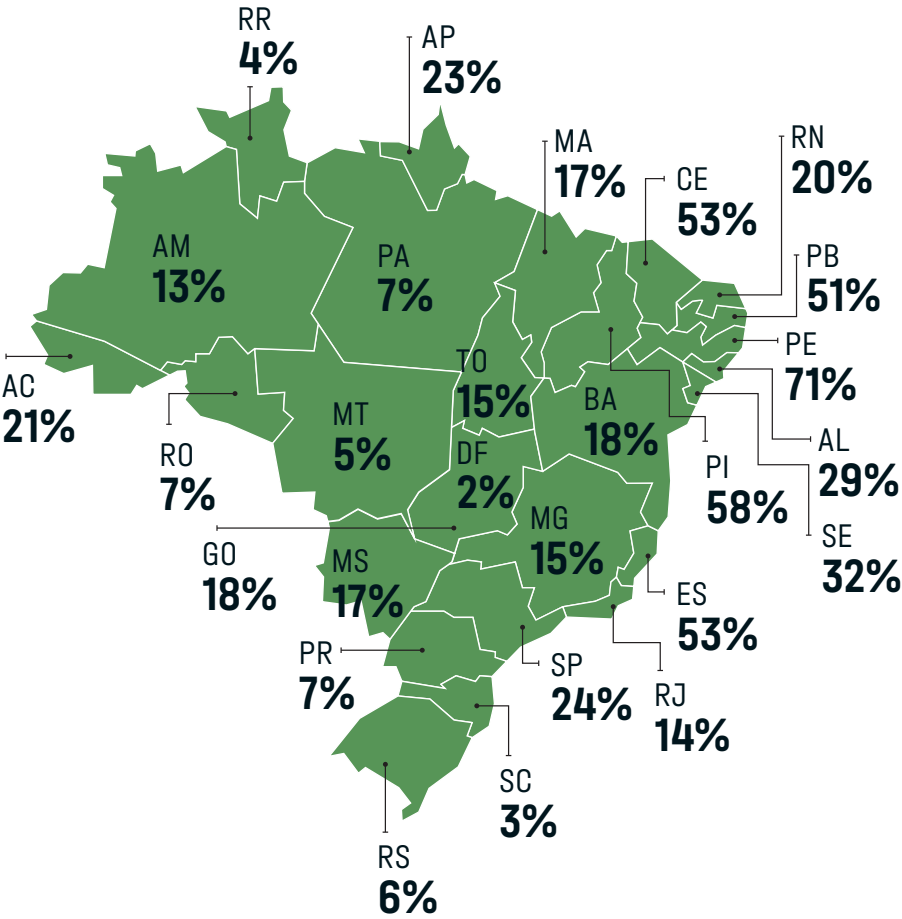 RR
4%
AP
23%
MA
17%
RN
20%
CE
53%
AM
13%
PA
7%
PB
51%
PE
71%
AC
21%
TO
15%
BA
18%
MT
5%
RO
7%
DF
2%
PI
58%
AL
29%
MG
15%
SE
32%
GO
18%
MS
17%
ES
53%
PR
7%
SP
24%
RJ
14%
SC
3%
RS
6%